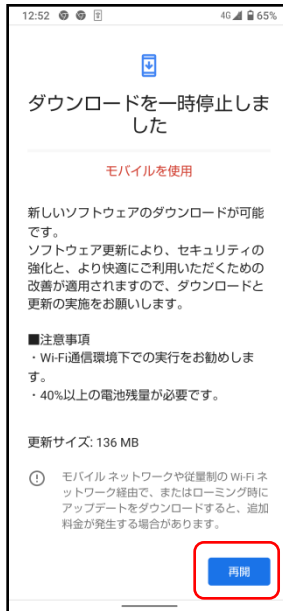 12:52 4G 65%
ダウンロードを一時停止しま
した
モバイルを使用
新しいソフトウェアのダウンロードが可能
です。
ソフトウェア更新により、セキュリティの
強化と、より快適にご利用いただくための
改善が適用されますので、ダウンロードと
更新の実施をお願いします。
■注意事項
・Wi-Fi通信環境下での実行をお勧めしま
す。
・40%以上の電池残量が必要です。
更新サイズ: 136 MB
モバイル ネットワークや従量制の Wi-Fi ネ
ットワーク経由で、またはローミング時に
アップデートをダウンロードすると、追加
料金が発生する場合があります。
再開